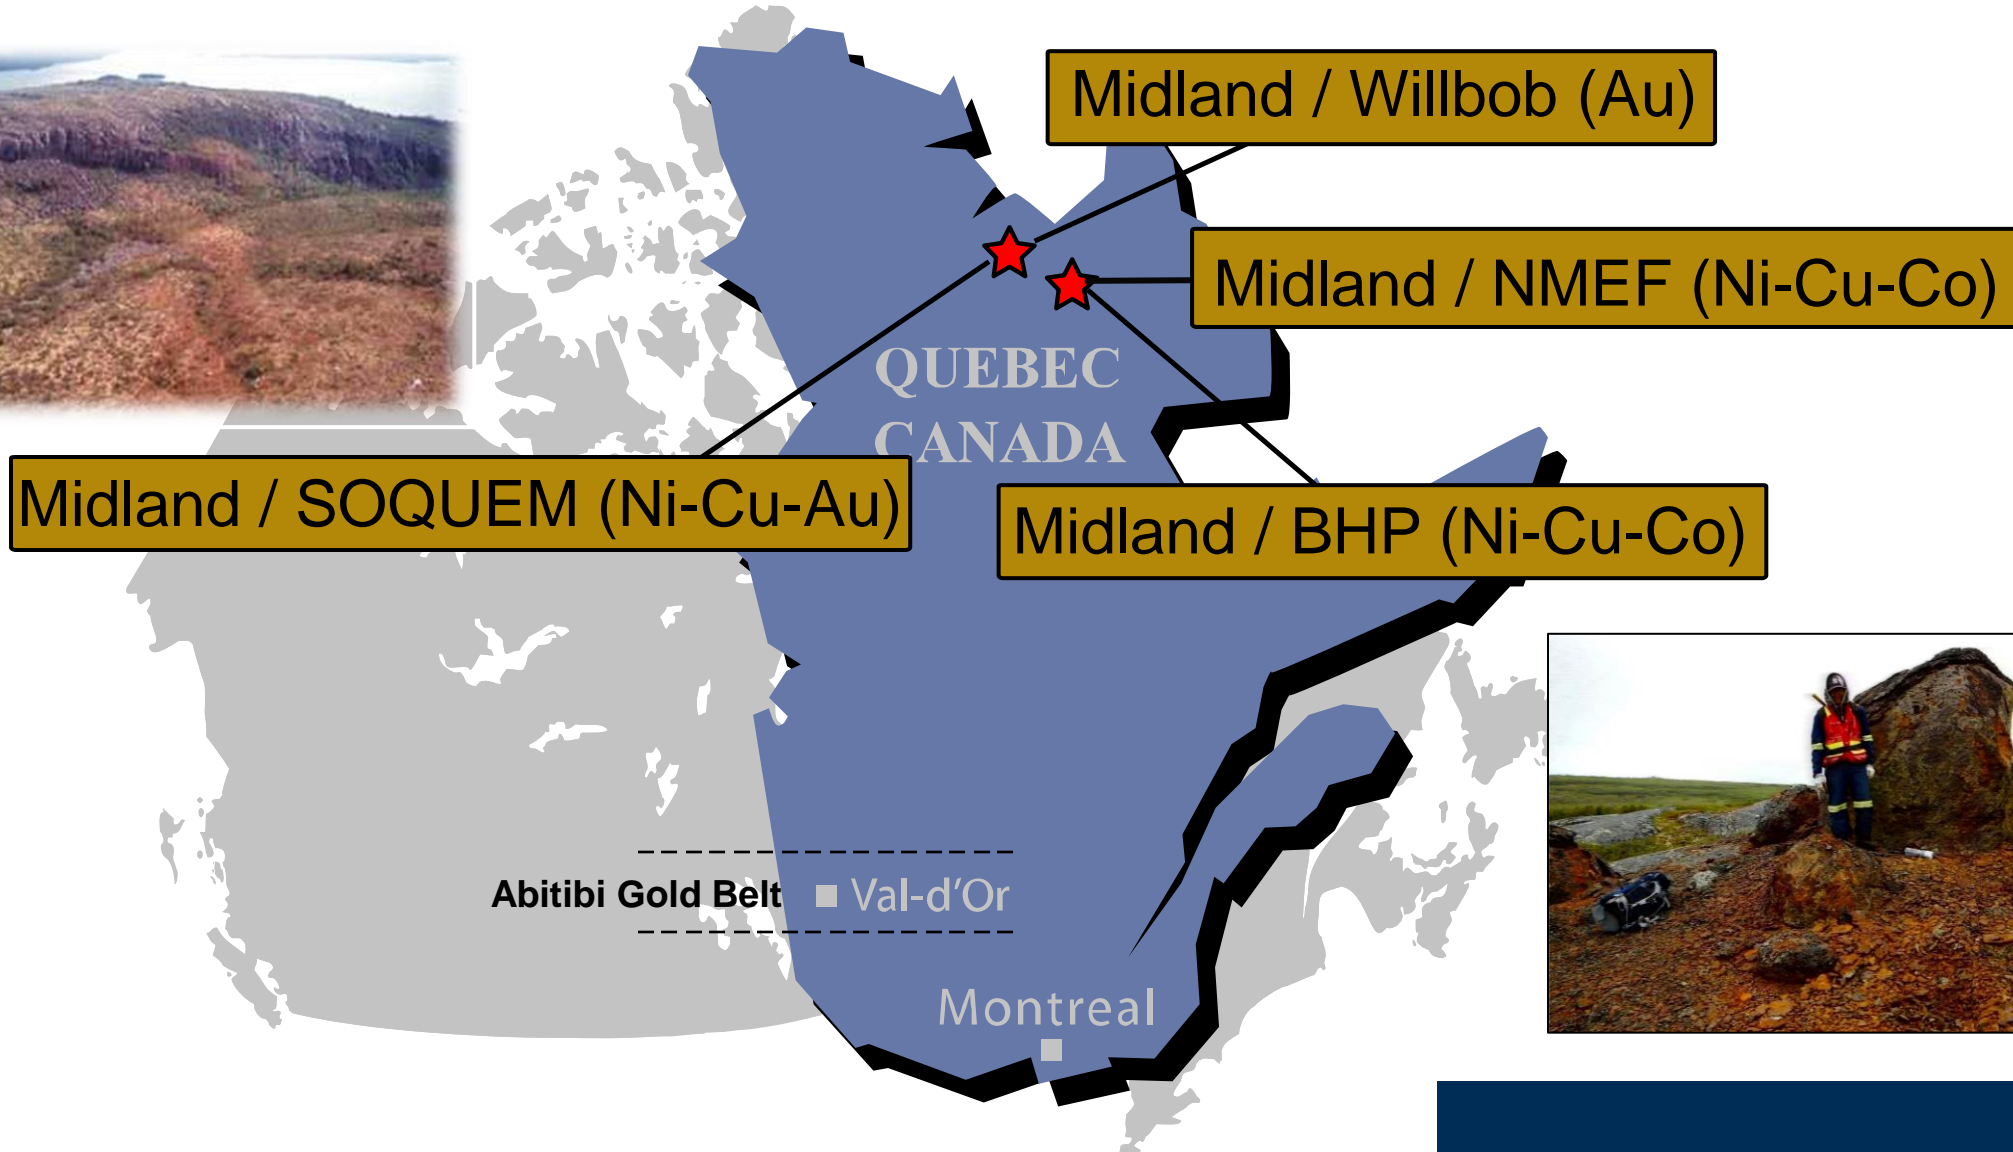 Midland / Willbob (Au)
Midland / NMEF (Ni-Cu-Co)
QUEBEC
CANADA
Midland / SOQUEM (Ni-Cu-Au)
Midland / BHP (Ni-Cu-Co)
Abitibi Gold Belt
Val-d'Or
Montreal